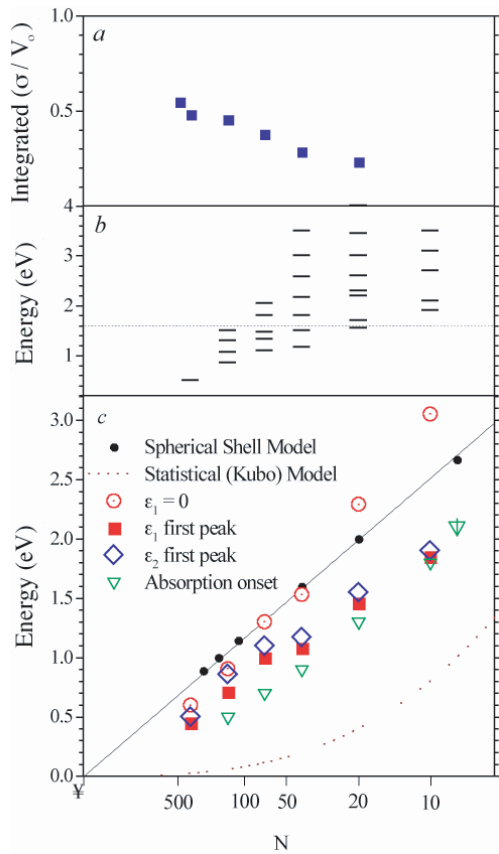 1.0
a
Integrated (σ / V₀)
0.5
4
b
3
Energy (eV)
2
1
c
3.0
Spherical Shell Model
2.5
Statistical (Kubo) Model
ε₁ = 0
2.0
ε₁ first peak
ε₂ first peak
Energy (eV)
1.5
Absorption onset
1.0
0.5
0.0
¥ 500 100 50 20 10
N